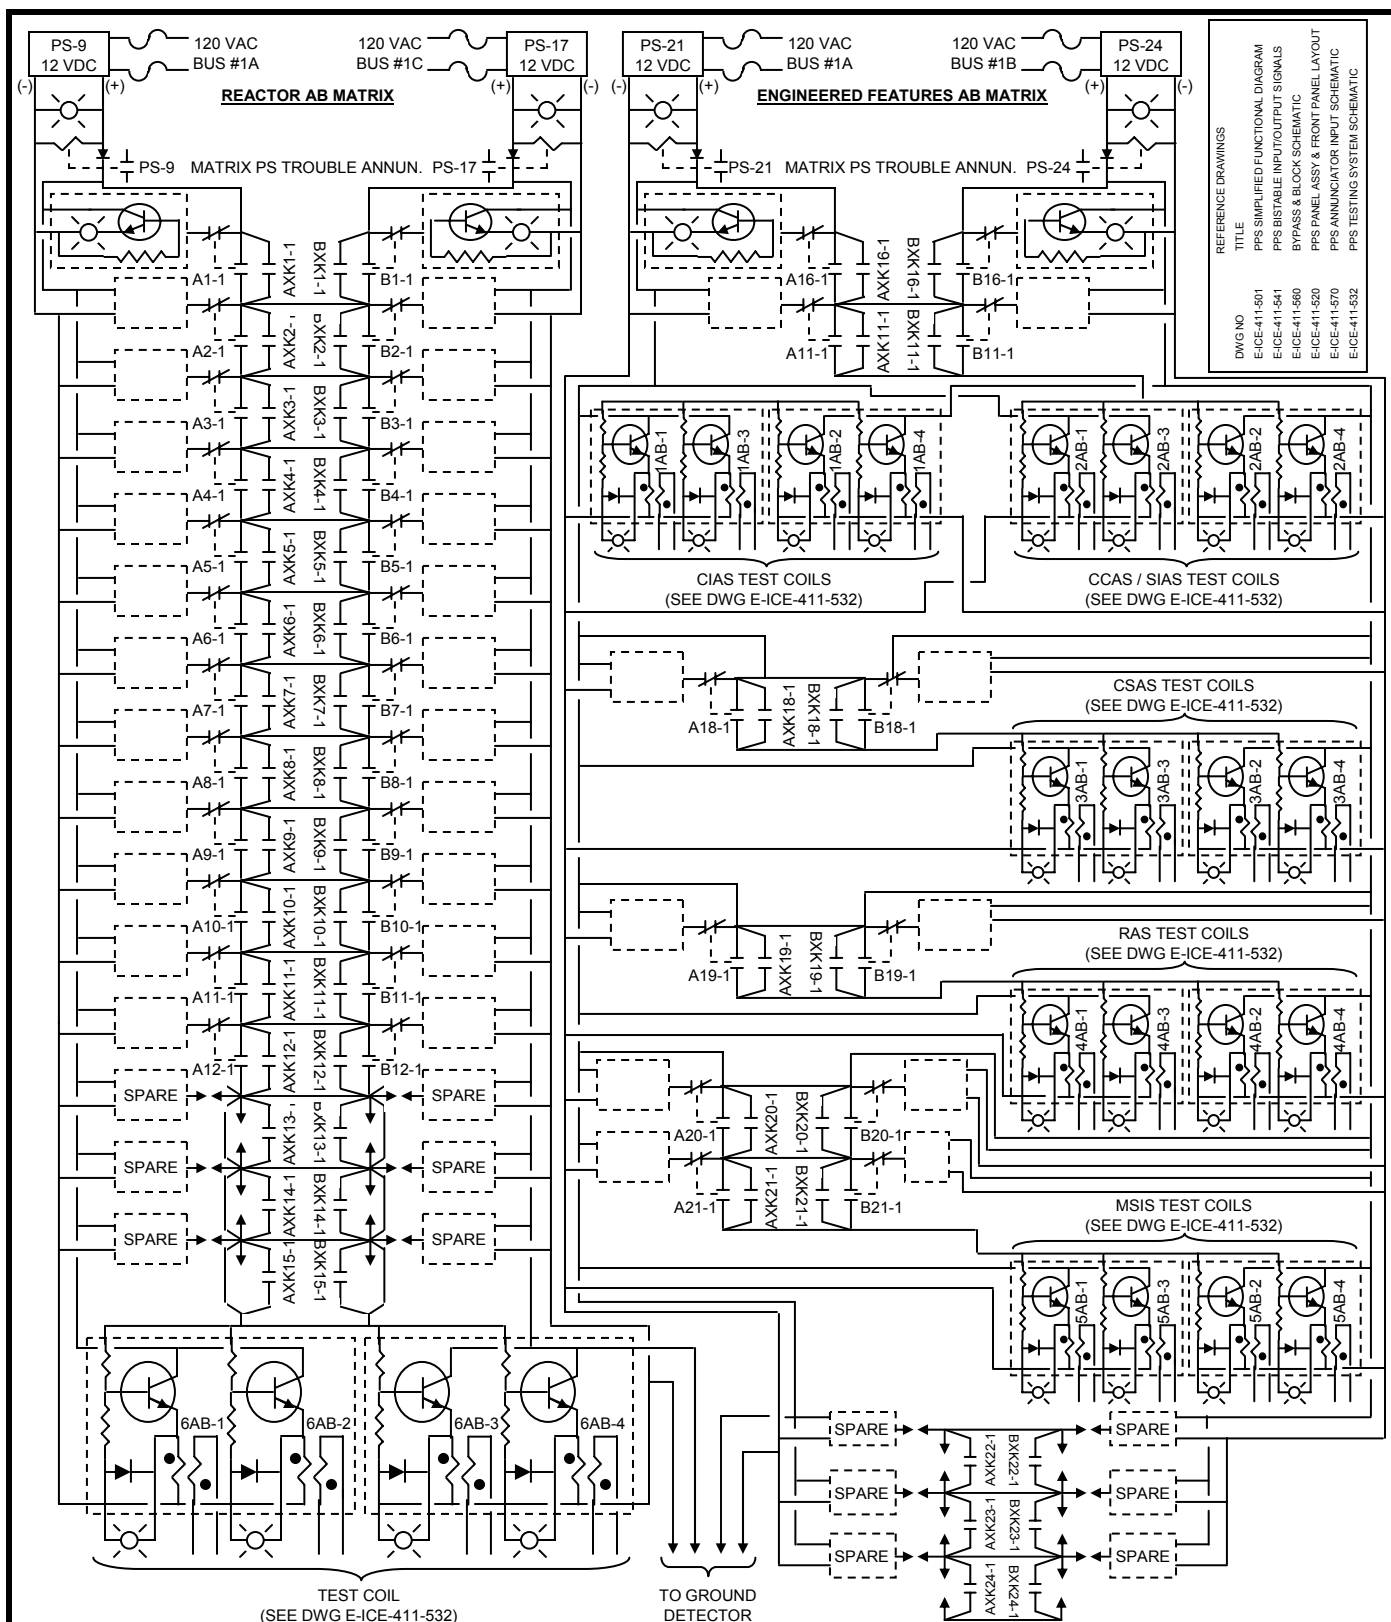 PS-9
12 VDC
120 VAC
BUS #1A
120 VAC
BUS #1C
PS-17
12 VDC
PS-21
12 VDC
120 VAC
BUS #1A
120 VAC
BUS #1B
PS-24
12 VDC
(-)
(+)
(+)
(-)
(-)
(+)
(+)
(-)
REACTOR AB MATRIX
ENGINEERED FEATURES AB MATRIX
PS-9 MATRIX PS TROUBLE ANNUN. PS-17
PS-21 MATRIX PS TROUBLE ANNUN. PS-24
REFERENCE DRAWINGS
DWG NO TITLE
E-ICE-411-501 PPS SIMPLIFIED FUNCTIONAL DIAGRAM
E-ICE-411-541 PPS BISTABLE INPUT/OUTPUT SIGNALS
E-ICE-411-560 BYPASS & BLOCK SCHEMATIC
E-ICE-411-520 PPS PANEL ASSY & FRONT PANEL LAYOUT
E-ICE-411-570 PPS ANNUNCIATOR INPUT SCHEMATIC
E-ICE-411-532 PPS TESTING SYSTEM SCHEMATIC
A1-1 AXK1-1 BXK1-1 B1-1
A2-1 AXK2-1 BXK2-1 B2-1
A3-1 AXK3-1 BXK3-1 B3-1
A4-1 AXK4-1 BXK4-1 B4-1
A5-1 AXK5-1 BXK5-1 B5-1
A6-1 AXK6-1 BXK6-1 B6-1
A7-1 AXK7-1 BXK7-1 B7-1
A8-1 AXK8-1 BXK8-1 B8-1
A9-1 AXK9-1 BXK9-1 B9-1
A10-1 AXK10-1 BXK10-1 B10-1
A11-1 AXK11-1 BXK11-1 B11-1
A12-1 AXK12-1 BXK12-1 B12-1
SPARE AXK13-1 BXK13-1 SPARE
SPARE AXK14-1 BXK14-1 SPARE
SPARE AXK15-1 BXK15-1 SPARE
6AB-1 6AB-2 6AB-3 6AB-4
TEST COIL
(SEE DWG E-ICE-411-532)
TO GROUND
DETECTOR
A16-1 AXK16-1 BXK16-1 B16-1
A11-1 AXK11-1 BXK11-1 B11-1
1AB-1 1AB-3 1AB-2 1AB-4
CIAS TEST COILS
(SEE DWG E-ICE-411-532)
2AB-1 2AB-3 2AB-2 2AB-4
CCAS / SIAS TEST COILS
(SEE DWG E-ICE-411-532)
A18-1 AXK18-1 BXK18-1 B18-1
CSAS TEST COILS
(SEE DWG E-ICE-411-532)
3AB-1 3AB-3 3AB-2 3AB-4
A19-1 AXK19-1 BXK19-1 B19-1
RAS TEST COILS
(SEE DWG E-ICE-411-532)
4AB-1 4AB-3 4AB-2 4AB-4
A20-1 AXK20-1 BXK20-1 B20-1
A21-1 AXK21-1 BXK21-1 B21-1
MSIS TEST COILS
(SEE DWG E-ICE-411-532)
5AB-1 5AB-3 5AB-2 5AB-4
SPARE AXK22-1 BXK22-1 SPARE
SPARE AXK23-1 BXK23-1 SPARE
SPARE AXK24-1 BXK24-1 SPARE